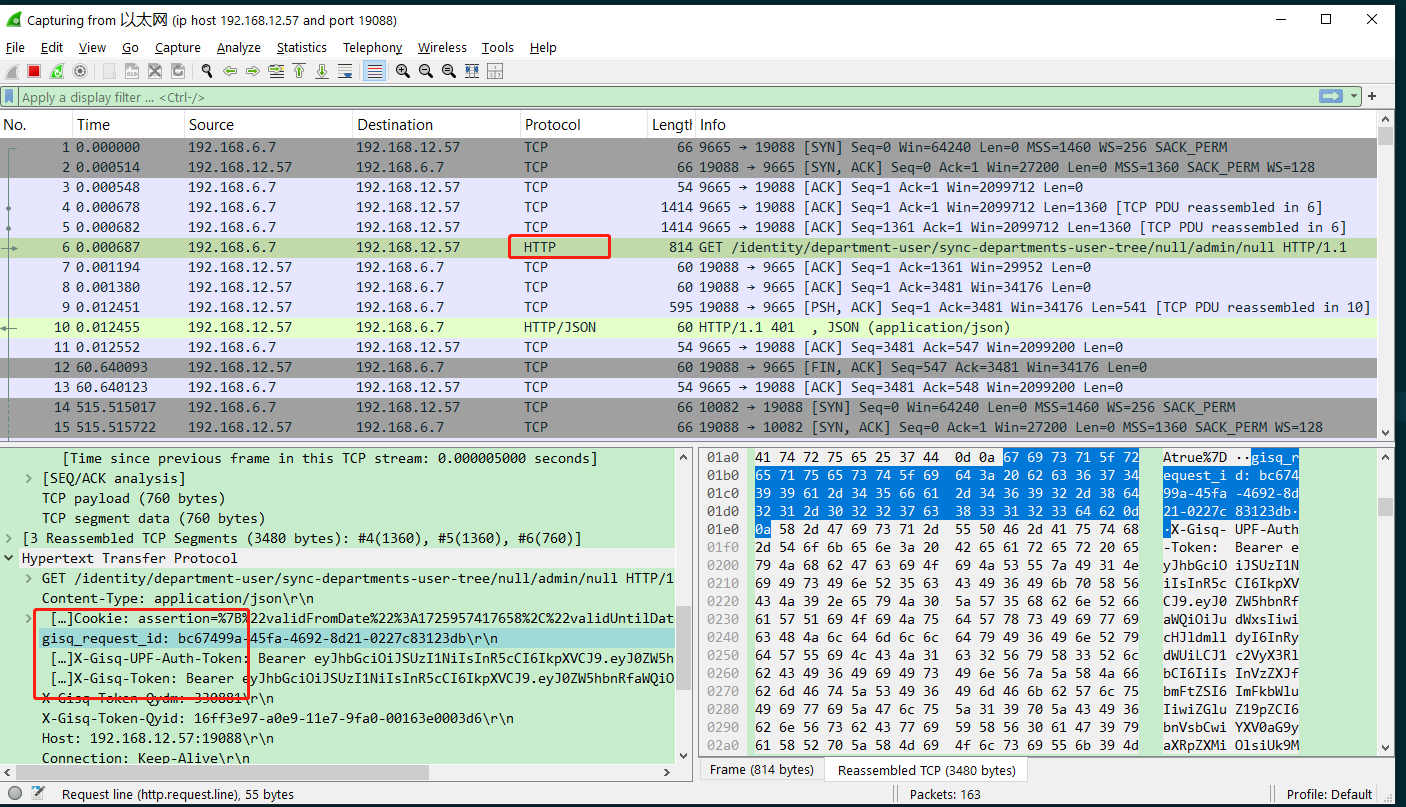 Capturing from 以太网 (ip host 192.168.12.57 and port 19088)
File Edit View Go Capture Analyze Statistics Telephony Wireless Tools Help
Apply a display filter ... <Ctrl-/>
No. Time Source Destination Protocol Length Info
1 0.000000 192.168.6.7 192.168.12.57 TCP 66 9665 → 19088 [SYN] Seq=0 Win=64240 Len=0 MSS=1460 WS=256 SACK_PERM
2 0.000514 192.168.12.57 192.168.6.7 TCP 66 19088 → 9665 [SYN, ACK] Seq=0 Ack=1 Win=27200 Len=0 MSS=1360 SACK_PERM WS=128
3 0.000548 192.168.6.7 192.168.12.57 TCP 54 9665 → 19088 [ACK] Seq=1 Ack=1 Win=2099712 Len=0
4 0.000678 192.168.6.7 192.168.12.57 TCP 1414 9665 → 19088 [ACK] Seq=1 Ack=1 Win=2099712 Len=1360 [TCP PDU reassembled in 6]
5 0.000682 192.168.6.7 192.168.12.57 TCP 1414 9665 → 19088 [ACK] Seq=1361 Ack=1 Win=2099712 Len=1360 [TCP PDU reassembled in 6]
6 0.000687 192.168.6.7 192.168.12.57 HTTP 814 GET /identity/department-user/sync-departments-user-tree/null/admin/null HTTP/1.1
7 0.001194 192.168.12.57 192.168.6.7 TCP 60 19088 → 9665 [ACK] Seq=1 Ack=1361 Win=29952 Len=0
8 0.001380 192.168.12.57 192.168.6.7 TCP 60 19088 → 9665 [ACK] Seq=1 Ack=3481 Win=34176 Len=0
9 0.012451 192.168.12.57 192.168.6.7 TCP 595 19088 → 9665 [PSH, ACK] Seq=1 Ack=3481 Win=34176 Len=541 [TCP PDU reassembled in 10]
10 0.012455 192.168.12.57 192.168.6.7 HTTP/JSON 60 HTTP/1.1 401 , JSON (application/json)
11 0.012552 192.168.6.7 192.168.12.57 TCP 54 9665 → 19088 [ACK] Seq=3481 Ack=547 Win=2099200 Len=0
12 60.640093 192.168.12.57 192.168.6.7 TCP 60 19088 → 9665 [FIN, ACK] Seq=547 Ack=3481 Win=34176 Len=0
13 60.640123 192.168.6.7 192.168.12.57 TCP 54 9665 → 19088 [ACK] Seq=3481 Ack=548 Win=2099200 Len=0
14 515.515017 192.168.6.7 192.168.12.57 TCP 66 10082 → 19088 [SYN] Seq=0 Win=64240 Len=0 MSS=1460 WS=256 SACK_PERM
15 515.515722 192.168.12.57 192.168.6.7 TCP 66 19088 → 10082 [SYN, ACK] Seq=0 Ack=1 Win=27200 Len=0 MSS=1360 SACK_PERM WS=128
[Time since previous frame in this TCP stream: 0.000005000 seconds]
[SEQ/ACK analysis]
TCP payload (760 bytes)
TCP segment data (760 bytes)
[3 Reassembled TCP Segments (3480 bytes): #4(1360), #5(1360), #6(760)]
Hypertext Transfer Protocol
GET /identity/department-user/sync-departments-user-tree/null/admin/null HTTP/1
Content-Type: application/json\r\n
[…]Cookie: assertion=%7B%22validFromDate%22%3A1725957417658%2C%22validUntilDat
gisq_request_id: bc67499a-45fa-4692-8d21-0227c83123db\r\n
[…]X-Gisq-UPF-Auth-Token: Bearer eyJhbGciOiJSUzI1NiIsInR5cCI6IkpXVCJ9.eyJ0ZW5h
[…]X-Gisq-Token: Bearer eyJhbGciOiJSUzI1NiIsInR5cCI6IkpXVCJ9.eyJ0ZW5hbnRfaWQiO
X-Gisq-Token-Qydm: 330881\r\n
X-Gisq-Token-Qyid: 16ff3e97-a0e9-11e7-9fa0-00163e0003d6\r\n
Host: 192.168.12.57:19088\r\n
Connection: Keep-Alive\r\n
01a0 41 74 72 75 65 25 37 44 0d 0a 67 69 73 71 5f 72 Atrue%7D ··gisq_r
01b0 65 71 75 65 73 74 5f 69 64 3a 20 62 63 36 37 34 equest_i d: bc674
01c0 39 39 61 2d 34 35 66 61 2d 34 36 39 32 2d 38 64 99a-45fa -4692-8d
01d0 32 31 2d 30 32 32 37 63 38 33 31 32 33 64 62 0d 21-0227c 83123db·
01e0 0a 58 2d 47 69 73 71 2d 55 50 46 2d 41 75 74 68 ·X-Gisq- UPF-Auth
01f0 2d 54 6f 6b 65 6e 3a 20 42 65 61 72 65 72 20 65 -Token: Bearer e
0200 79 4a 68 62 47 63 69 4f 69 4a 53 55 7a 49 31 4e yJhbGciO iJSUzI1N
0210 69 49 73 49 6e 52 35 63 43 49 36 49 6b 70 58 56 iIsInR5c CI6IkpXV
0220 43 4a 39 2e 65 79 4a 30 5a 57 35 68 62 6e 52 66 CJ9.eyJ0 ZW5hbnRf
0230 61 57 51 69 4f 69 4a 75 64 57 78 73 49 69 77 69 aWQiOiJu dWxsIiwi
0240 63 48 4a 6c 64 6d 6c 6c 64 79 49 36 49 6e 52 79 cHJldmll dyI6InRy
0250 64 57 55 69 4c 43 4a 31 63 32 56 79 58 33 52 6c dWUiLCJ1 c2VyX3Rl
0260 62 43 49 36 49 69 49 73 49 6e 56 7a 5a 58 4a 66 bCI6IiIs InVzZXJf
0270 62 6d 46 74 5a 53 49 36 49 6d 46 6b 62 57 6c 75 bmFtZSI6 ImFkbWlu
0280 49 69 77 69 5a 47 6c 75 5a 31 39 70 5a 43 49 36 IiwiZGlu Z19pZCI6
0290 62 6e 56 73 62 43 77 69 59 58 56 30 61 47 39 79 bnVsbCwi YXV0aG9y
02a0 61 58 52 70 5a 58 4d 69 4f 6c 73 69 55 6b 39 4d aXRpZXMi OlsiUk9M
Frame (814 bytes) Reassembled TCP (3480 bytes)
Request line (http.request.line), 55 bytes Packets: 163 Profile: Default